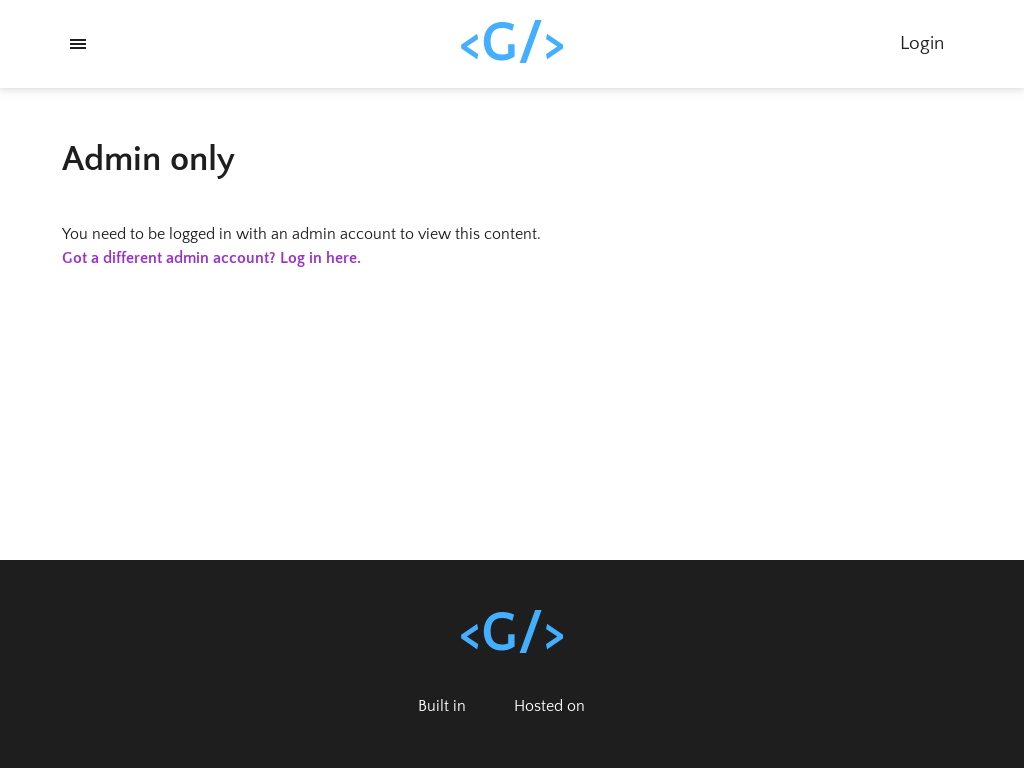 <G/>
Login
Admin only
You need to be logged in with an admin account to view this content.
Got a different admin account? Log in here.
<G/>
Built in
Hosted on